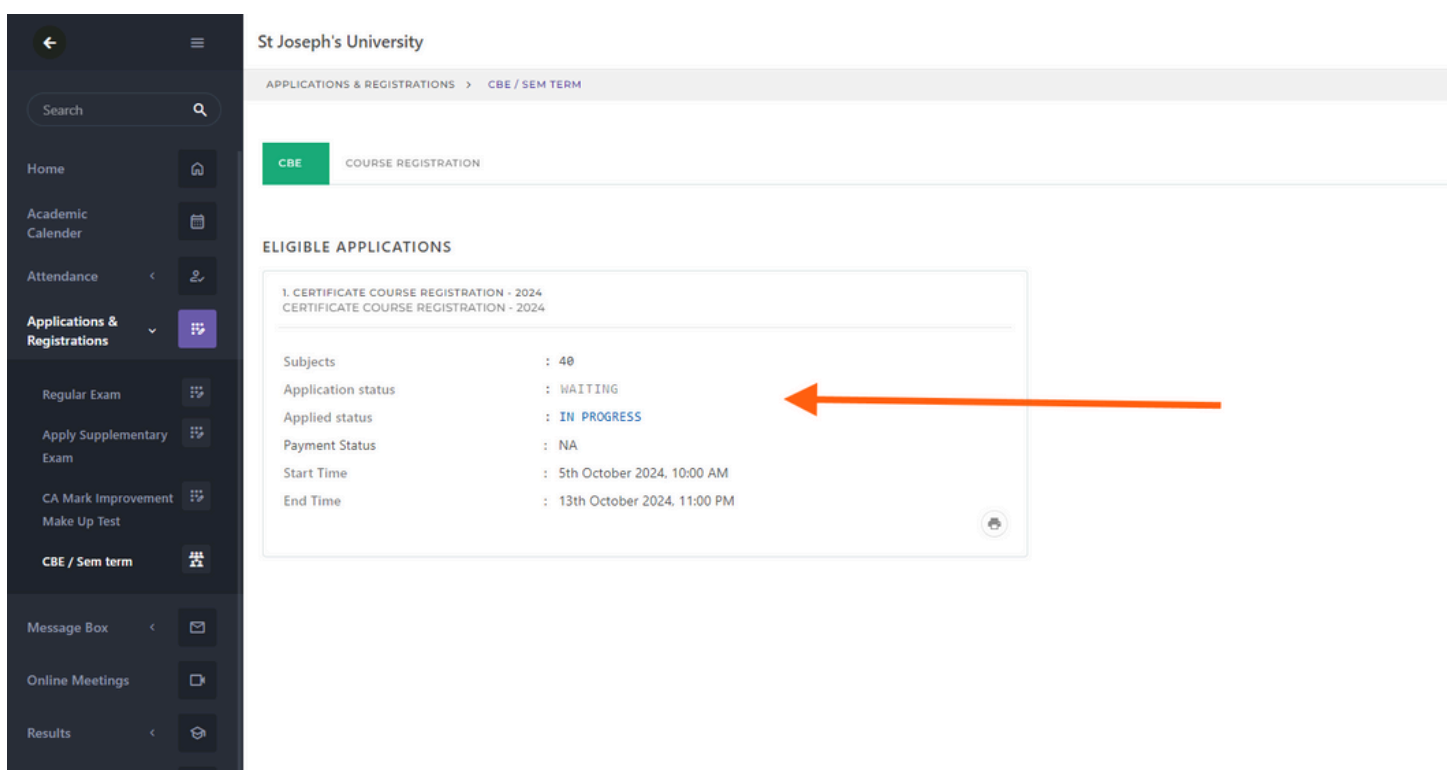 St Joseph's University
APPLICATIONS & REGISTRATIONS > CBE / SEM TERM
Search
Home
Academic
Calender
Attendance
Applications &
Registrations
Regular Exam
Apply Supplementary
Exam
CA Mark Improvement
Make Up Test
CBE / Sem term
Message Box
Online Meetings
Results
CBE COURSE REGISTRATION
ELIGIBLE APPLICATIONS
1. CERTIFICATE COURSE REGISTRATION - 2024
CERTIFICATE COURSE REGISTRATION - 2024
Subjects : 40
Application status : WAITING
Applied status : IN PROGRESS
Payment Status : NA
Start Time : 5th October 2024, 10:00 AM
End Time : 13th October 2024, 11:00 PM